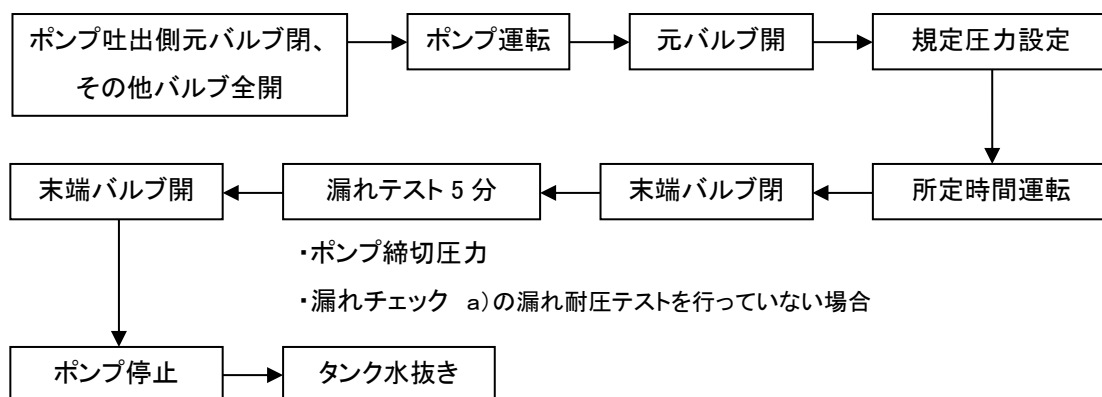 ポンプ吐出側元バルブ閉、
その他バルブ全開
ポンプ運転
元バルブ開
規定圧力設定
所定時間運転
末端バルブ閉
漏れテスト 5 分
末端バルブ開
・ポンプ締切圧力
・漏れチェック　a)の漏れ耐圧テストを行っていない場合
ポンプ停止
タンク水抜き